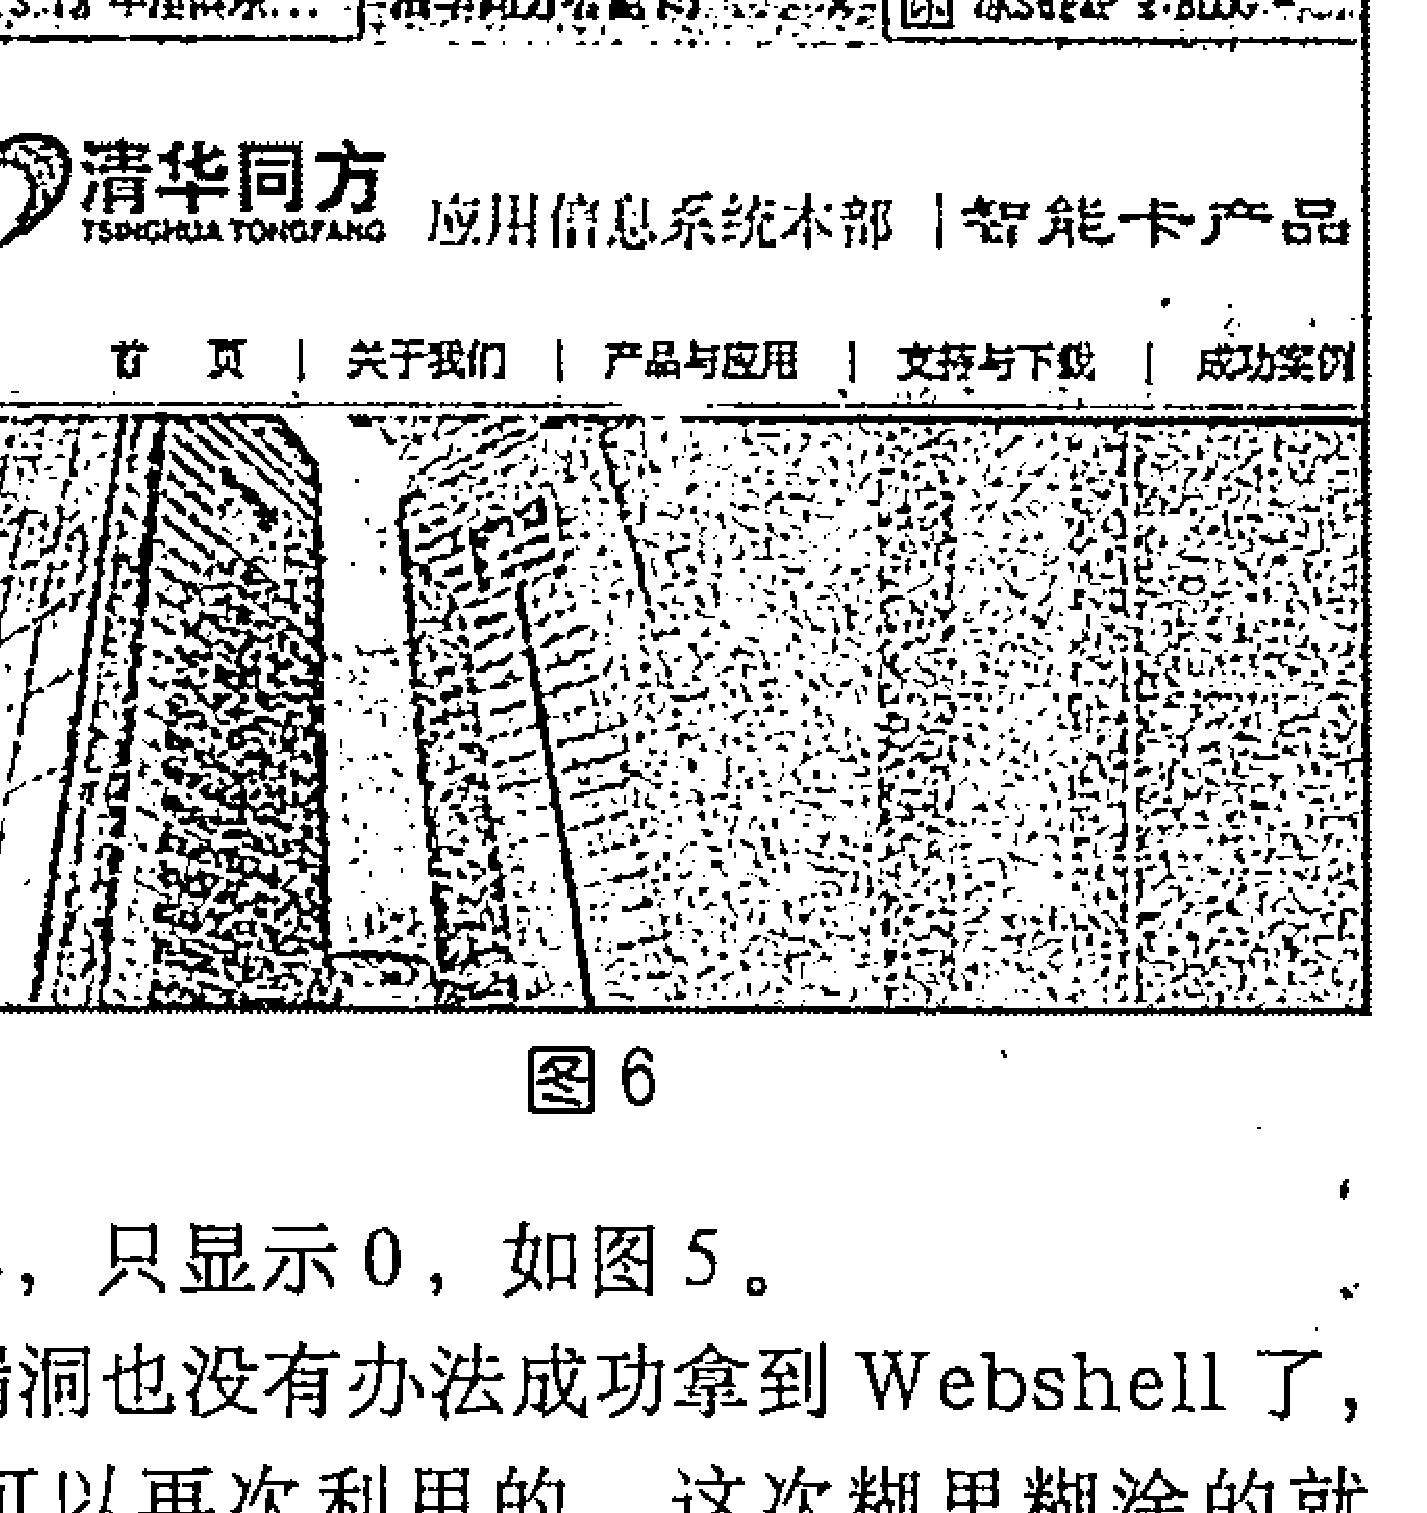 清华同方
TSINGHUA TONGFANG
应用信息系统本部 | 智能卡产品
首 页 | 关于我们 | 产品与应用 | 支持与下载 | 成功案例
图 6
，只显示 0，如图 5。
洞也没有办法成功拿到 Webshell 了，
可以再次利用的 这次糊里糊涂的就